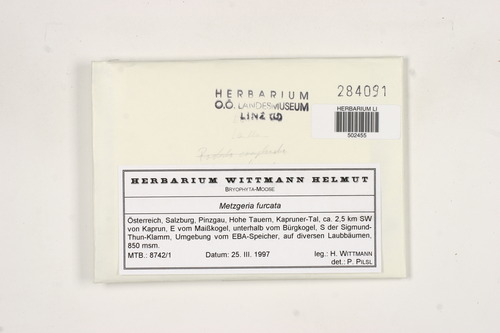 HERBARIUM
O.Ö. LANDESMUSEUM
LINZ (LI)
284091
HERBARIUM LI
502455
HERBARIUM WITTMANN HELMUT
BRYOPHYTA-MOOSE
Metzgeria furcata
Österreich, Salzburg, Pinzgau, Hohe Tauern, Kapruner-Tal, ca. 2,5 km SW
von Kaprun, E vom Maißkogel, unterhalb vom Bürgkogel, S der Sigmund-
Thun-Klamm, Umgebung vom EBA-Speicher, auf diversen Laubbäumen,
850 msm.
MTB.: 8742/1 Datum: 25. III. 1997 leg.: H. WITTMANN
det.: P. PILSL